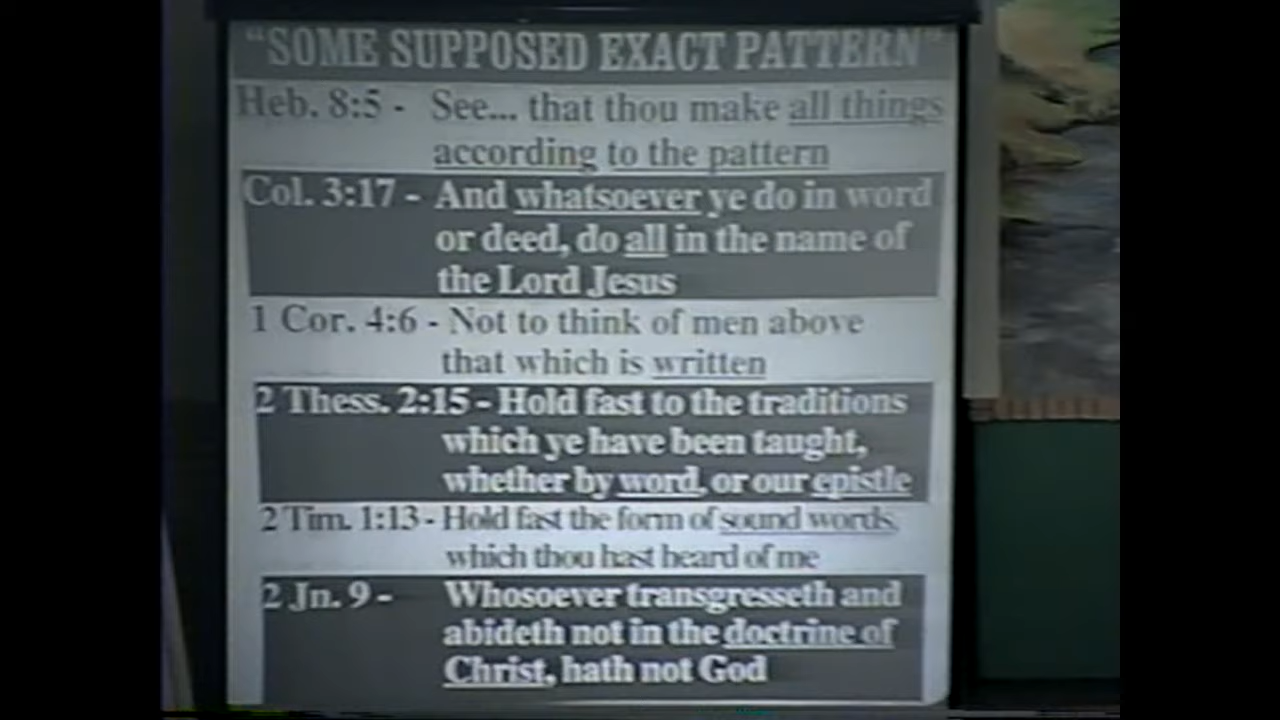 "SOME SUPPOSED EXACT PATTERN"
Heb. 8:5 - See... that thou make all things
according to the pattern
Col. 3:17 - And whatsoever ye do in word
or deed, do all in the name of
the Lord Jesus
1 Cor. 4:6 - Not to think of men above
that which is written
2 Thess. 2:15 - Hold fast to the traditions
which ye have been taught,
whether by word, or our epistle
2 Tim. 1:13 - Hold fast the form of sound words,
which thou hast heard of me
2 Jn. 9 - Whosoever transgresseth and
abideth not in the doctrine of
Christ, hath not God